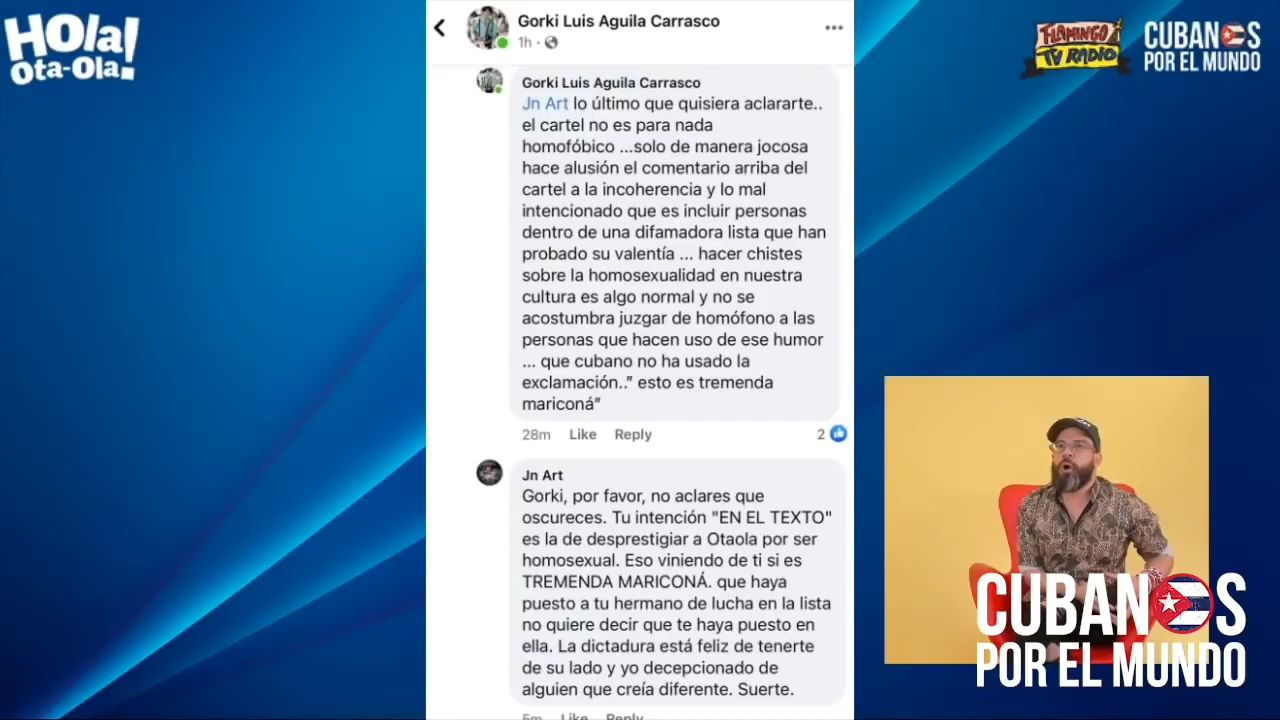 HOla!
Ota-Ola!
Gorki Luis Aguila Carrasco
1h ·
FLAMINGO
TV RADIO
CUBANOS
POR EL MUNDO
Gorki Luis Aguila Carrasco
Jn Art lo último que quisiera aclararte..
el cartel no es para nada
homofóbico ...solo de manera jocosa
hace alusión el comentario arriba del
cartel a la incoherencia y lo mal
intencionado que es incluir personas
dentro de una difamadora lista que han
probado su valentía ... hacer chistes
sobre la homosexualidad en nuestra
cultura es algo normal y no se
acostumbra juzgar de homófono a las
personas que hacen uso de ese humor
... que cubano no ha usado la
exclamación..” esto es tremenda
mariconá”
28m Like Reply 2
Jn Art
Gorki, por favor, no aclares que
oscureces. Tu intención "EN EL TEXTO"
es la de desprestigiar a Otaola por ser
homosexual. Eso viniendo de ti si es
TREMENDA MARICONÁ. que haya
puesto a tu hermano de lucha en la lista
no quiere decir que te haya puesto en
ella. La dictadura está feliz de tenerte
de su lado y yo decepcionado de
alguien que creía diferente. Suerte.
5m Like Reply
CUBANOS
POR EL MUNDO